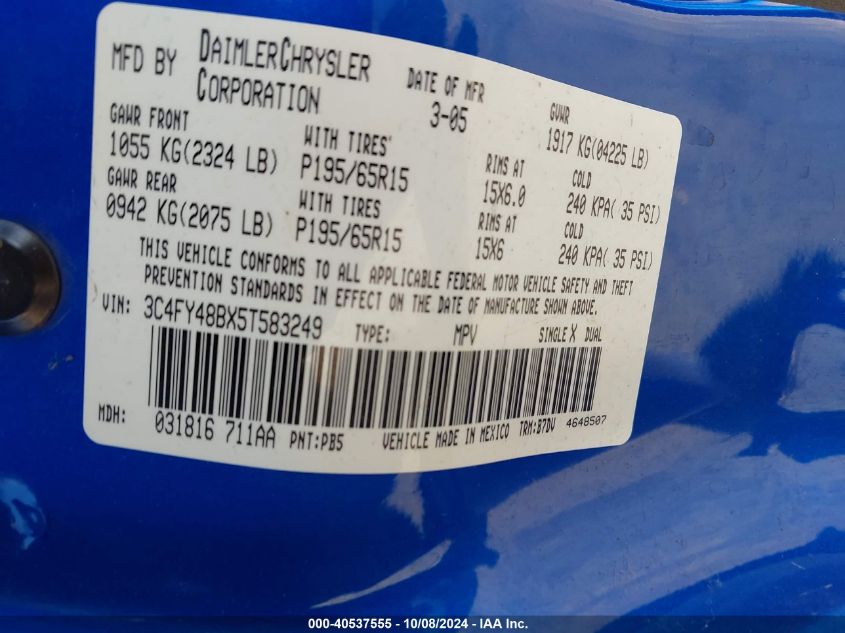 MFD BY DAIMLERCHRYSLER CORPORATION DATE OF MFR 3-05 GVWR 1917 KG(04225 LB)
GAWR FRONT 1055 KG(2324 LB) WITH TIRES P195/65R15 RIMS AT 15X6.0 COLD 240 KPA( 35 PSI)
GAWR REAR 0942 KG(2075 LB) WITH TIRES P195/65R15 RIMS AT 15X6 COLD 240 KPA( 35 PSI)
THIS VEHICLE CONFORMS TO ALL APPLICABLE FEDERAL MOTOR VEHICLE SAFETY AND THEFT
PREVENTION STANDARDS IN EFFECT ON THE DATE OF MANUFACTURE SHOWN ABOVE.
VIN: 3C4FY48BX5T583249 TYPE: MPV SINGLE X DUAL
MDH: 031816 711AA PNT:PB5 VEHICLE MADE IN MEXICO TRM:B7DV 4648507
000-40537555 - 10/08/2024 - IAA Inc.